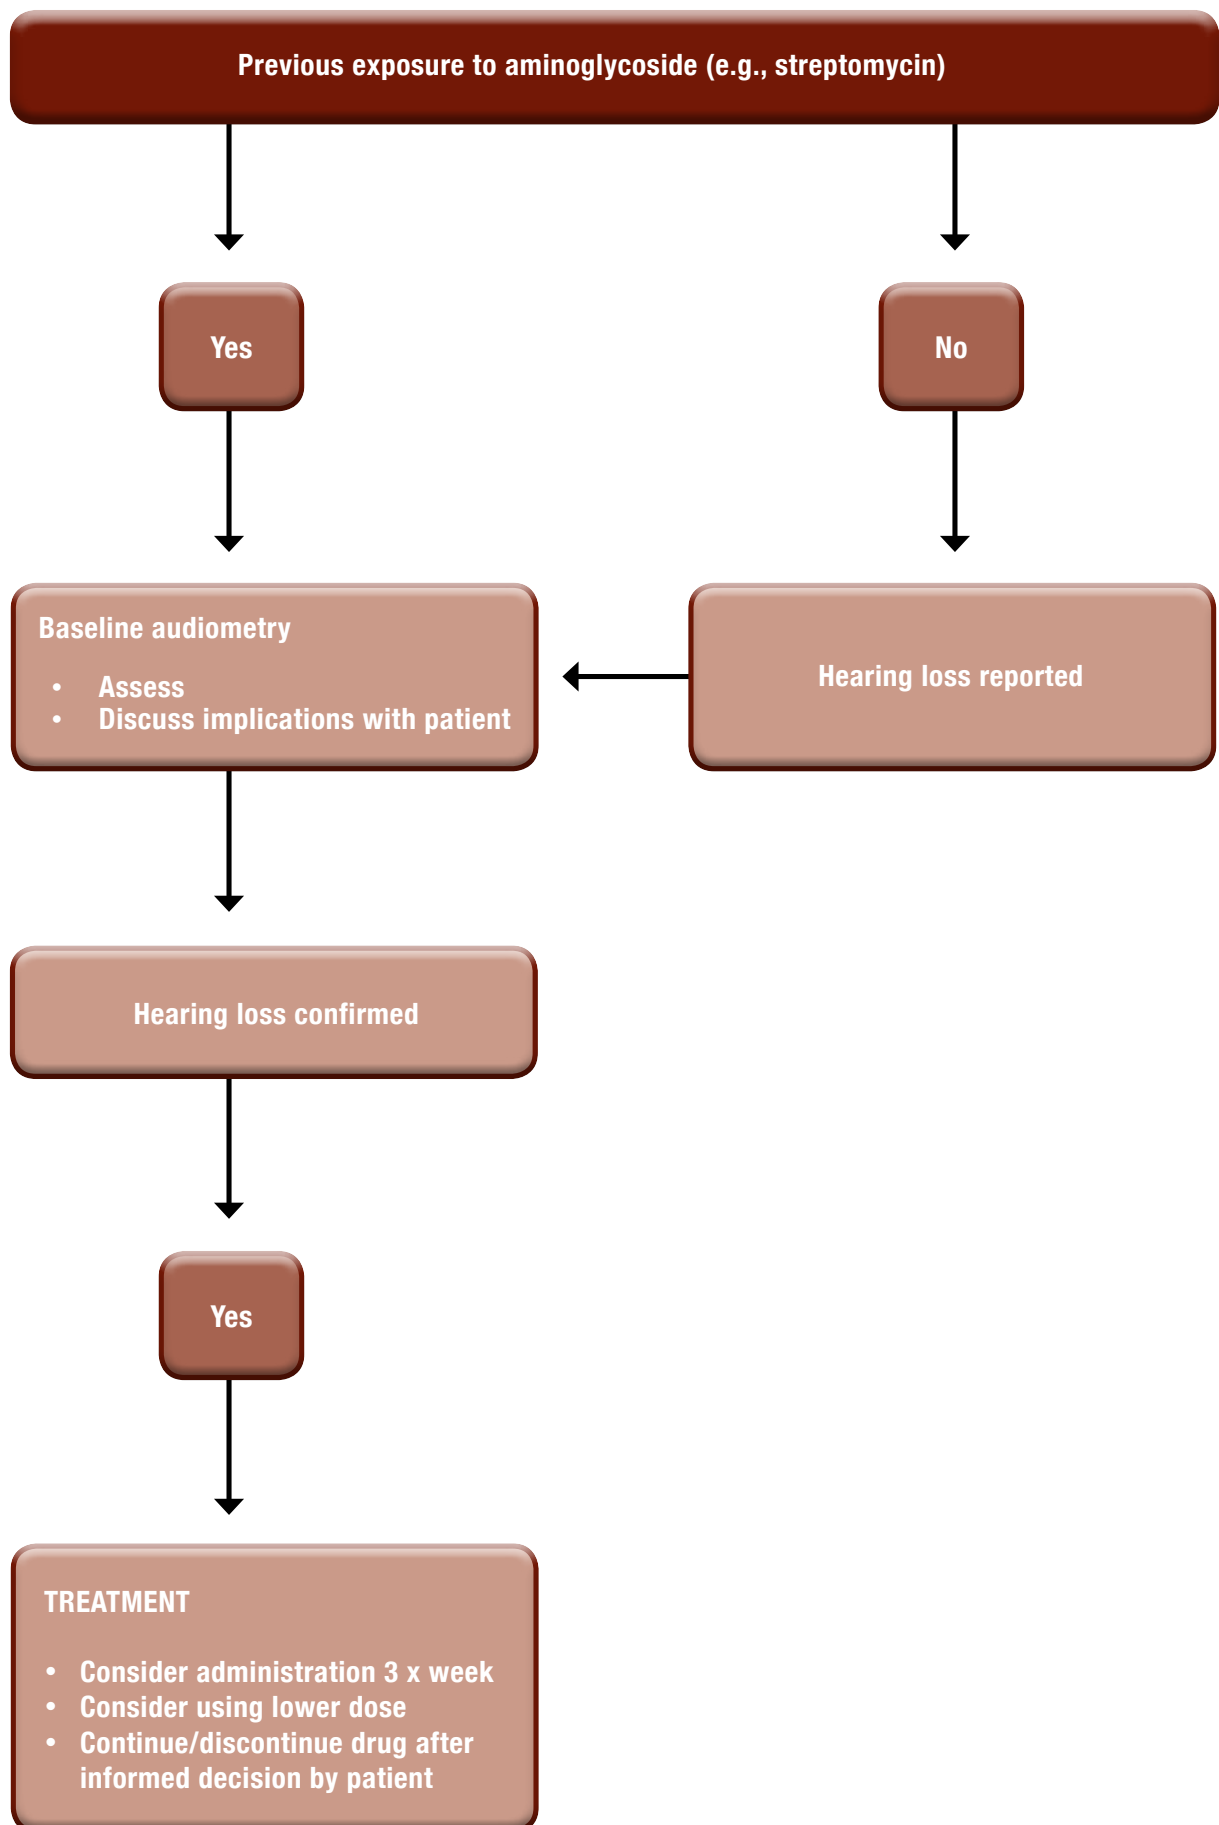 Previous exposure to aminoglycoside (e.g., streptomycin)
Yes
No
Baseline audiometry
• Assess
• Discuss implications with patient
Hearing loss reported
Hearing loss confirmed
Yes
TREATMENT
• Consider administration 3 x week
• Consider using lower dose
• Continue/discontinue drug after
informed decision by patient